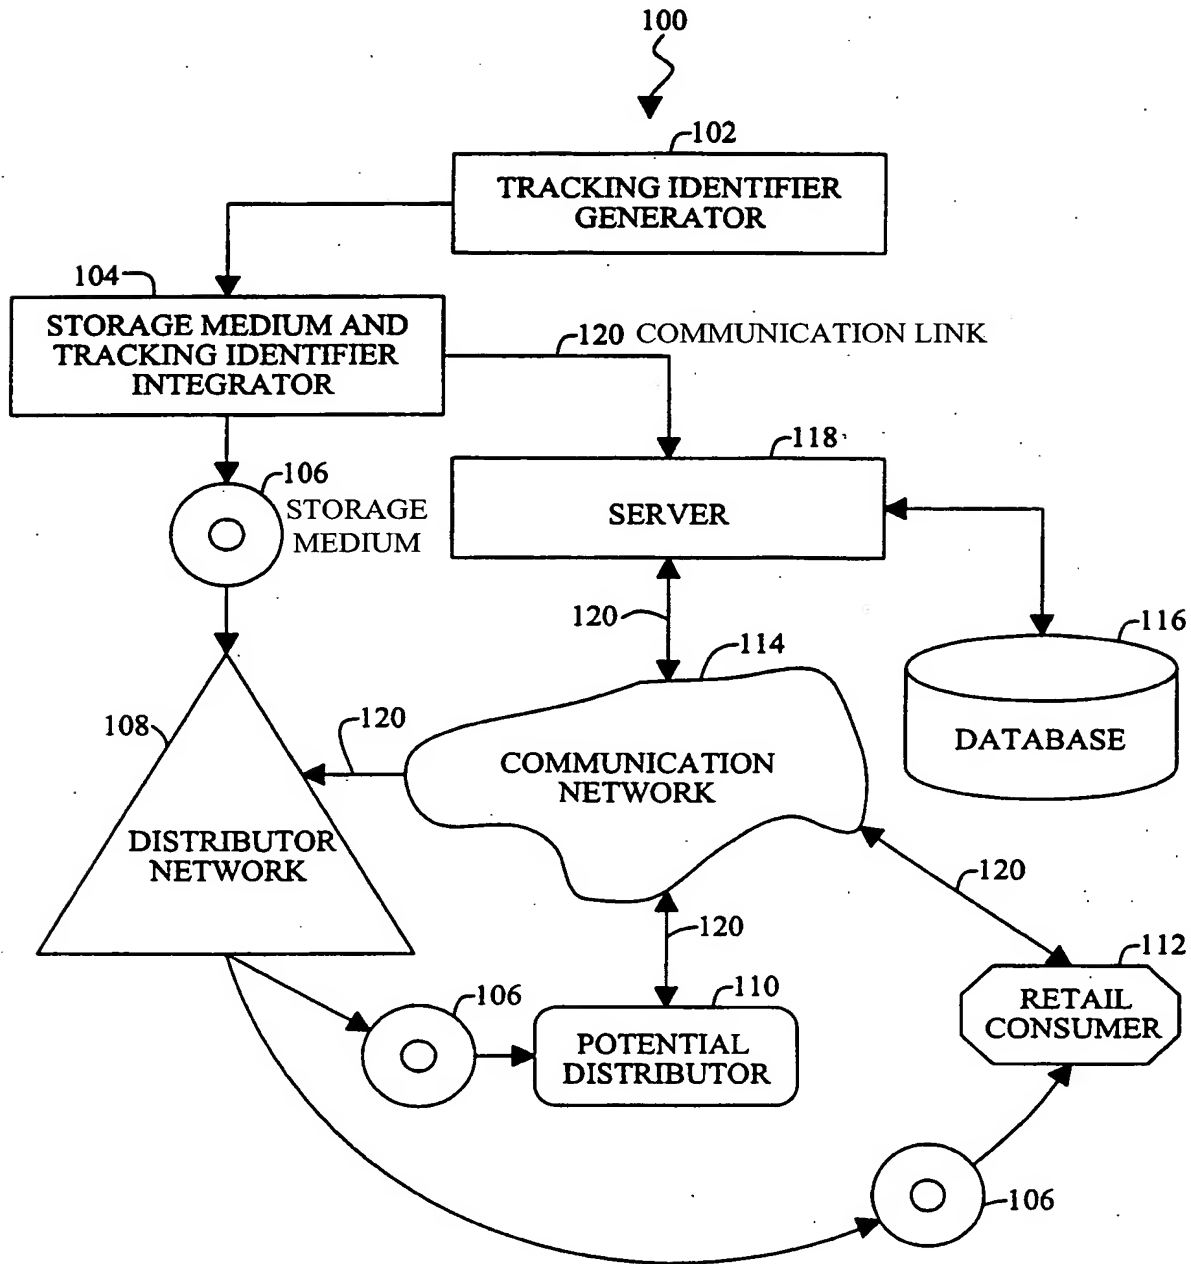 100
102
TRACKING IDENTIFIER
GENERATOR
104
STORAGE MEDIUM AND
TRACKING IDENTIFIER
INTEGRATOR
120 COMMUNICATION LINK
118
SERVER
106
STORAGE
MEDIUM
120
116
DATABASE
114
COMMUNICATION
NETWORK
108
120
DISTRIBUTOR
NETWORK
120
120
112
RETAIL
CONSUMER
106
110
POTENTIAL
DISTRIBUTOR
106